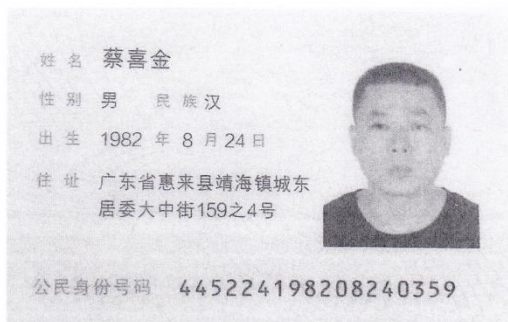 姓名 蔡喜金
性别 男 民族 汉
出生 1982 年 8 月 24 日
住址 广东省惠来县靖海镇城东
居委大中街159之4号
公民身份号码 445224198208240359